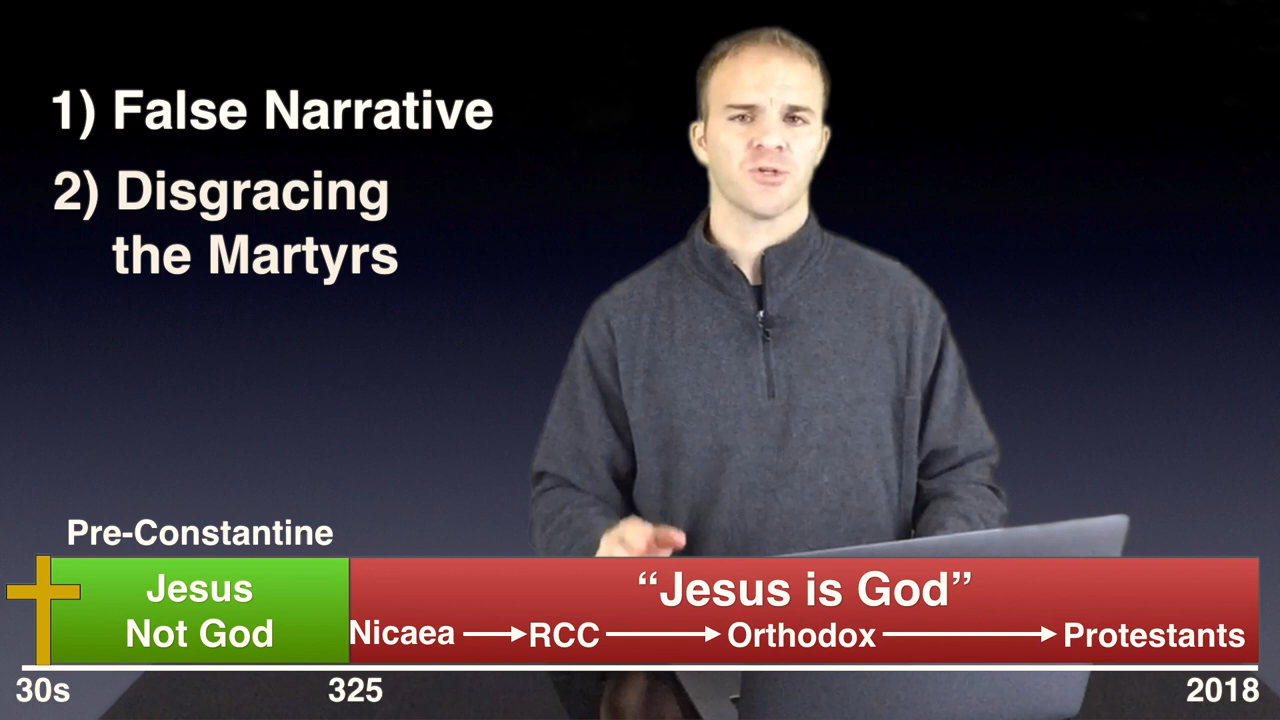 1) False Narrative
2) Disgracing
the Martyrs
Pre-Constantine
Jesus
Not God
“Jesus is God”
Nicaea RCC Orthodox Protestants
30s 325 2018